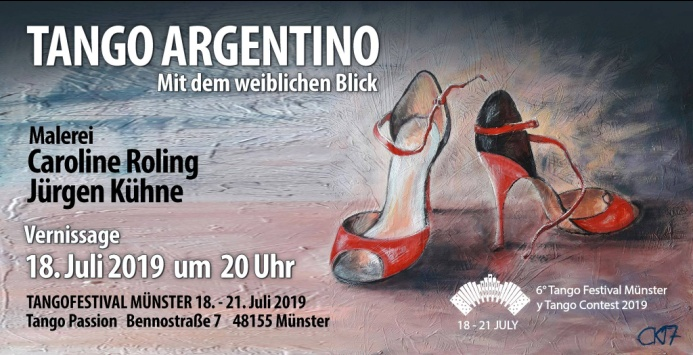 TANGO ARGENTINO
Mit dem weiblichen Blick
Malerei
Caroline Roling
Jürgen Kühne
Vernissage
18. Juli 2019 um 20 Uhr
TANGOFESTIVAL MÜNSTER 18. - 21. Juli 2019
Tango Passion Bennostraße 7 48155 Münster
18 - 21 JULY
6° Tango Festival Münster
y Tango Contest 2019